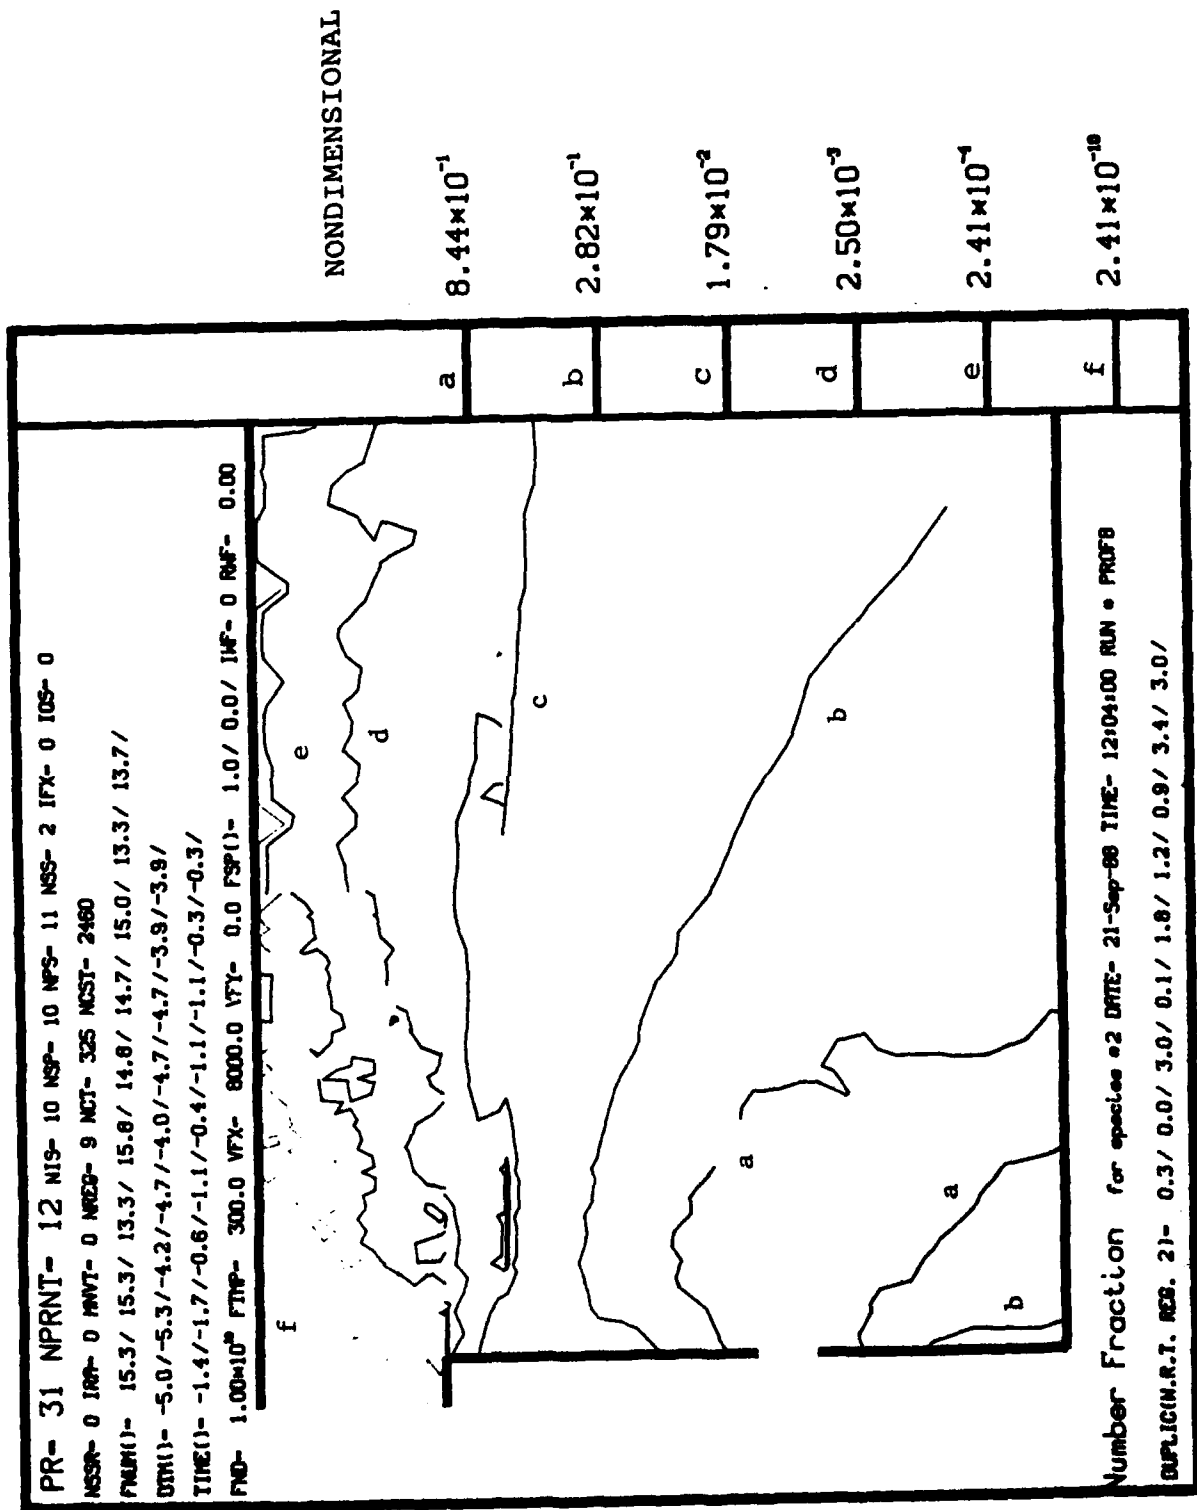 PR= 31 NPRNT= 12 NIS= 10 NSP= 10 NPS= 11 NSS= 2 IFX= 0 IOS= 0
NSSR= 0 IRM= 0 MNVT= 0 NREG= 9 NCT= 325 NCST= 2460
FNUM()= 15.3/ 15.3/ 13.3/ 15.8/ 14.8/ 14.7/ 15.0/ 13.3/ 13.7/
DTM()= -5.0/-5.3/-4.2/-4.7/-4.0/-4.7/-4.7/-3.9/-3.9/
TIME()= -1.4/-1.7/-0.6/-1.1/-0.4/-1.1/-1.1/-0.3/-0.3/
FND= 1.00×10²⁰ FTMP= 300.0 VFX= 8000.0 VFY= 0.0 FSP()= 1.0/ 0.0/ IWF= 0 RWF= 0.00
f
e
d
c
b
a
a
b
NONDIMENSIONAL
a 8.44×10⁻¹
b 2.82×10⁻¹
c 1.79×10⁻²
d 2.50×10⁻³
e 2.41×10⁻⁴
f 2.41×10⁻¹⁰
Number Fraction for species #2 DATE= 21-Sep-88 TIME= 12:04:00 RUN # PROF8
DUPLIC(W.R.T. REG. 2)= 0.3/ 0.0/ 3.0/ 0.1/ 1.8/ 1.2/ 0.9/ 3.4/ 3.0/